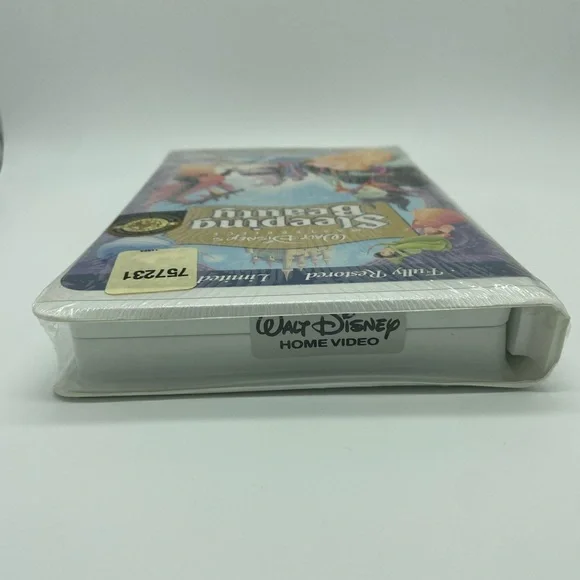 Fully Restored Limited
WALT DISNEY'S
Sleeping
Beauty
757231
WALT DISNEY
HOME VIDEO